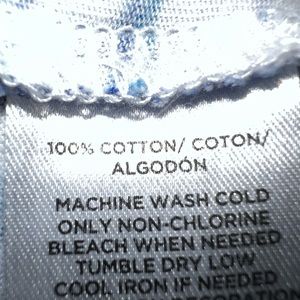 100% COTTON/ COTON/
ALGODÓN
MACHINE WASH COLD
ONLY NON-CHLORINE
BLEACH WHEN NEEDED
TUMBLE DRY LOW
COOL IRON IF NEEDED